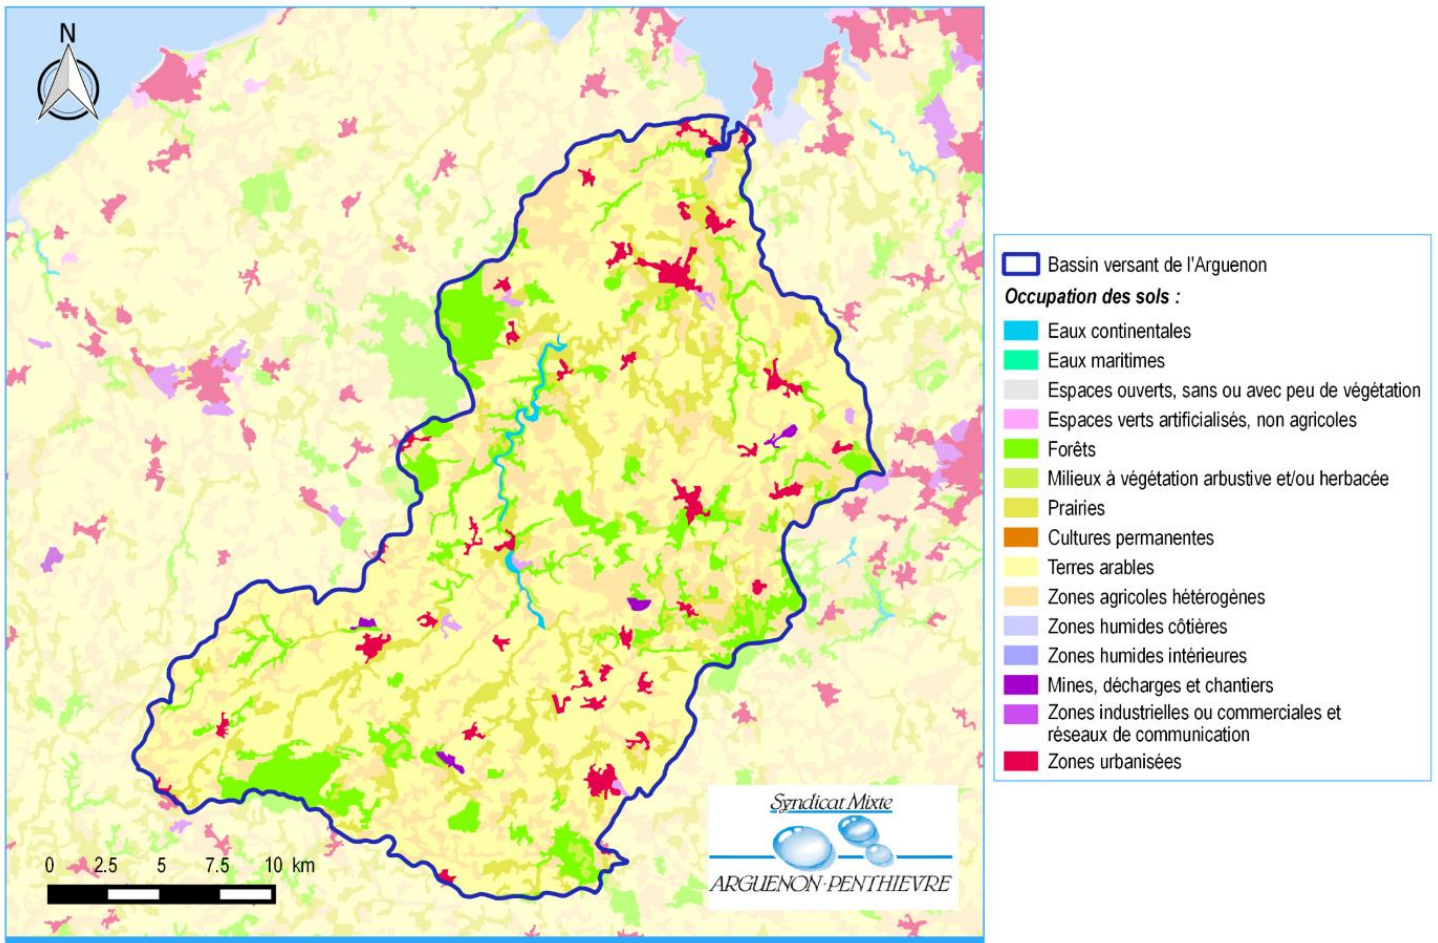 N
0 2.5 5 7.5 10 km
Syndicat Mixte
ARGUENON·PENTHIEVRE
Bassin versant de l'Arguenon
Occupation des sols :
Eaux continentales
Eaux maritimes
Espaces ouverts, sans ou avec peu de végétation
Espaces verts artificialisés, non agricoles
Forêts
Milieux à végétation arbustive et/ou herbacée
Prairies
Cultures permanentes
Terres arables
Zones agricoles hétérogènes
Zones humides côtières
Zones humides intérieures
Mines, décharges et chantiers
Zones industrielles ou commerciales et
réseaux de communication
Zones urbanisées